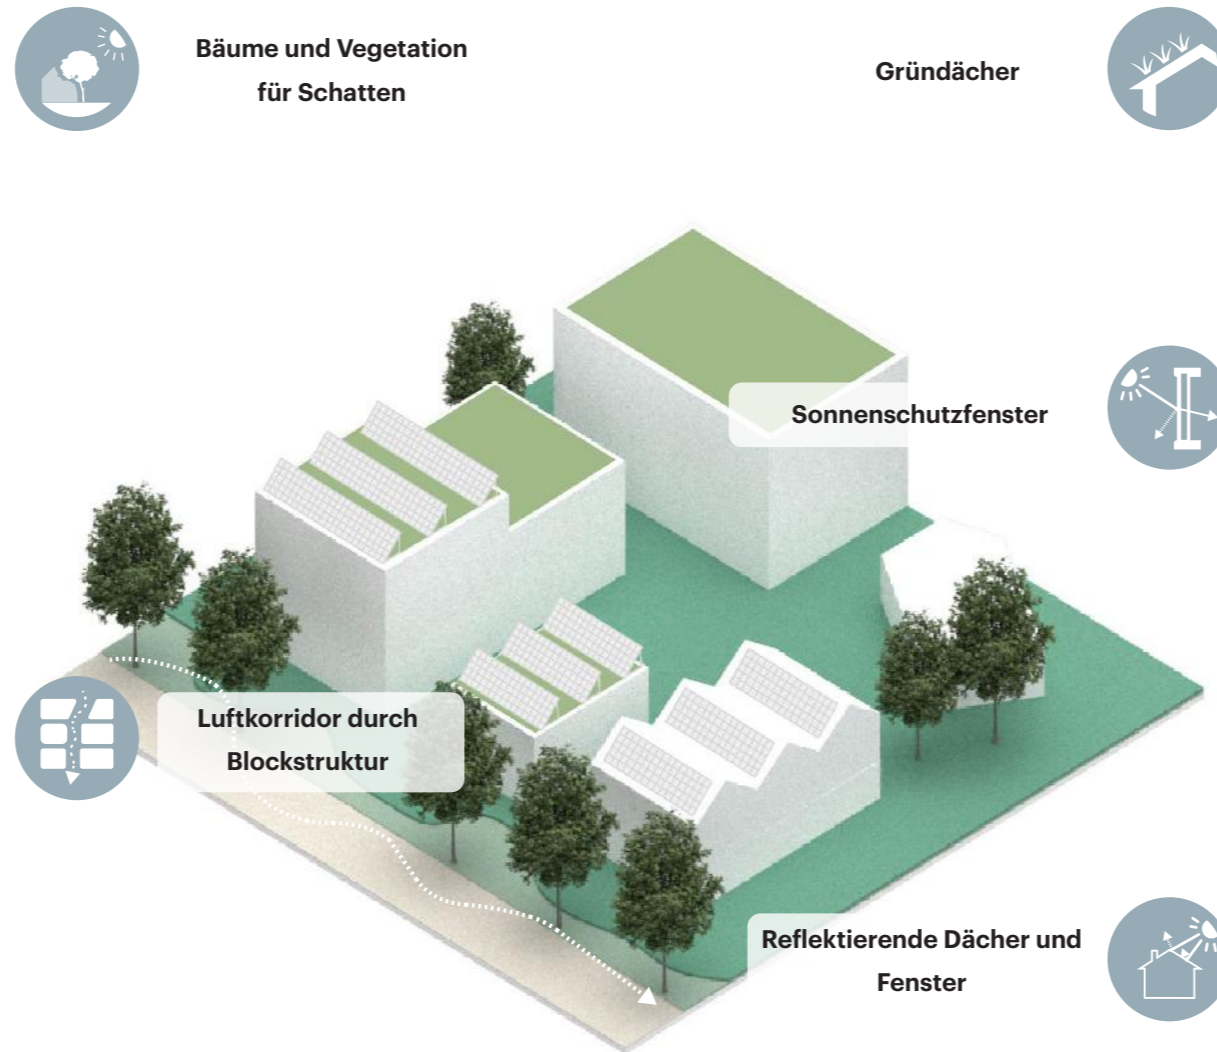 Bäume und Vegetation
für Schatten
Gründächer
Sonnenschutzfenster
Luftkorridor durch
Blockstruktur
Reflektierende Dächer und
Fenster